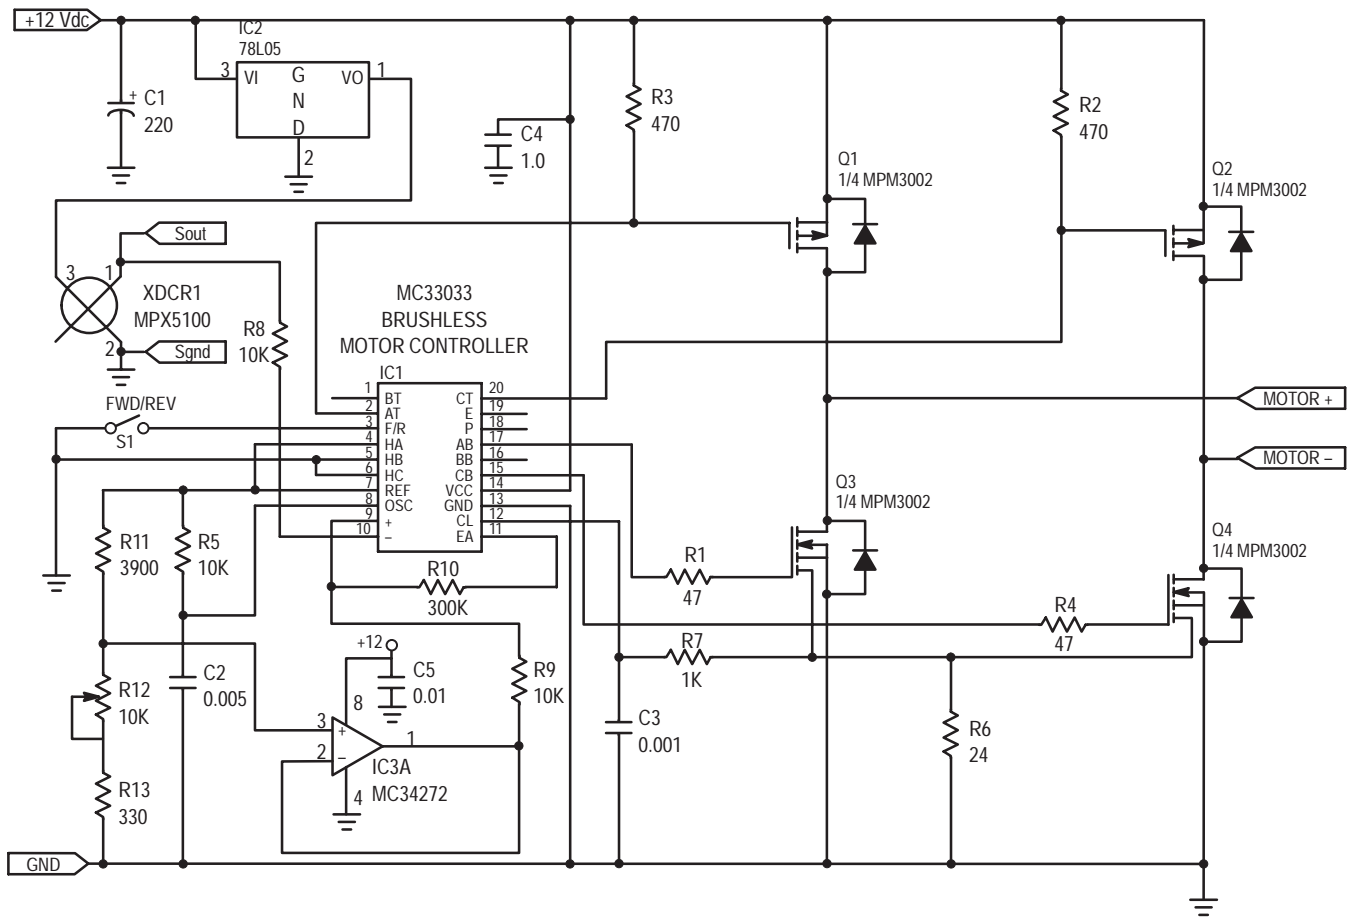 +12 Vdc
IC2
78L05
3 VI G VO 1
N
D
2
+ C1
220
C4
1.0
R3
470
R2
470
Q1
1/4 MPM3002
Q2
1/4 MPM3002
Sout
3 1
XDCR1
MPX5100
2
Sgnd
R8
10K
MC33033
BRUSHLESS
MOTOR CONTROLLER
IC1
1 BT CT 20
2 AT E 19
3 F/R P 18
4 HA AB 17
5 HB BB 16
6 HC CB 15
7 REF VCC 14
8 OSC GND 13
9 + CL 12
10 – EA 11
FWD/REV
S1
MOTOR +
MOTOR –
Q3
1/4 MPM3002
Q4
1/4 MPM3002
R11
3900
R5
10K
R10
300K
R1
47
R4
47
R7
1K
+12
C5
0.01
R9
10K
R12
10K
C2
0.005
8
3 +
2 –
1
4
IC3A
MC34272
C3
0.001
R6
24
R13
330
GND